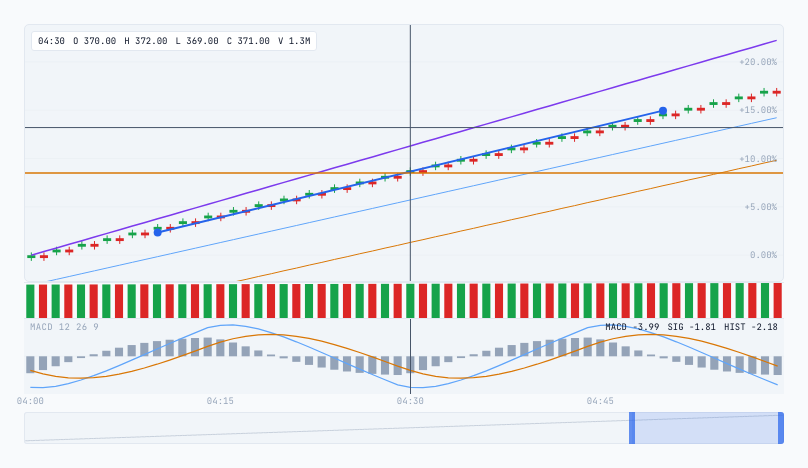 04:30 O 370.00 H 372.00 L 369.00 C 371.00 V 1.3M
+20.00%
+15.00%
+10.00%
+5.00%
0.00%
MACD 12 26 9 MACD -3.99 SIG -1.81 HIST -2.18
04:00 04:15 04:30 04:45